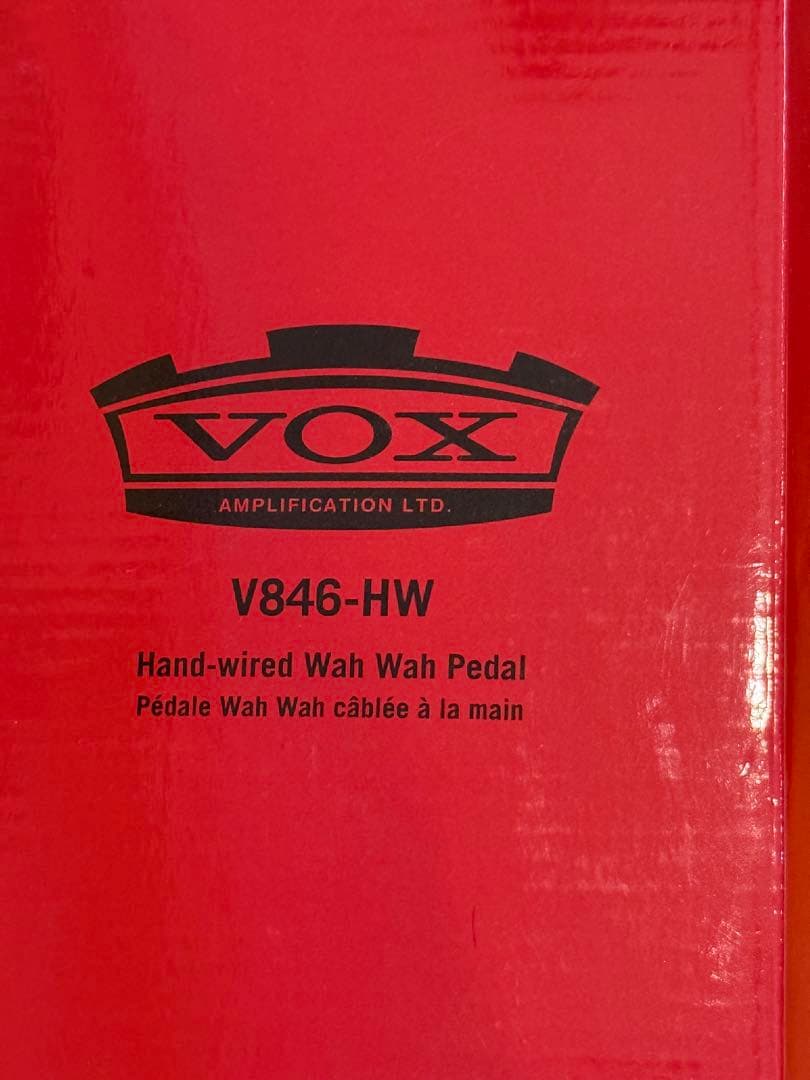 VOX
AMPLIFICATION LTD.
V846-HW
Hand-wired Wah Wah Pedal
Pédale Wah Wah câblée à la main